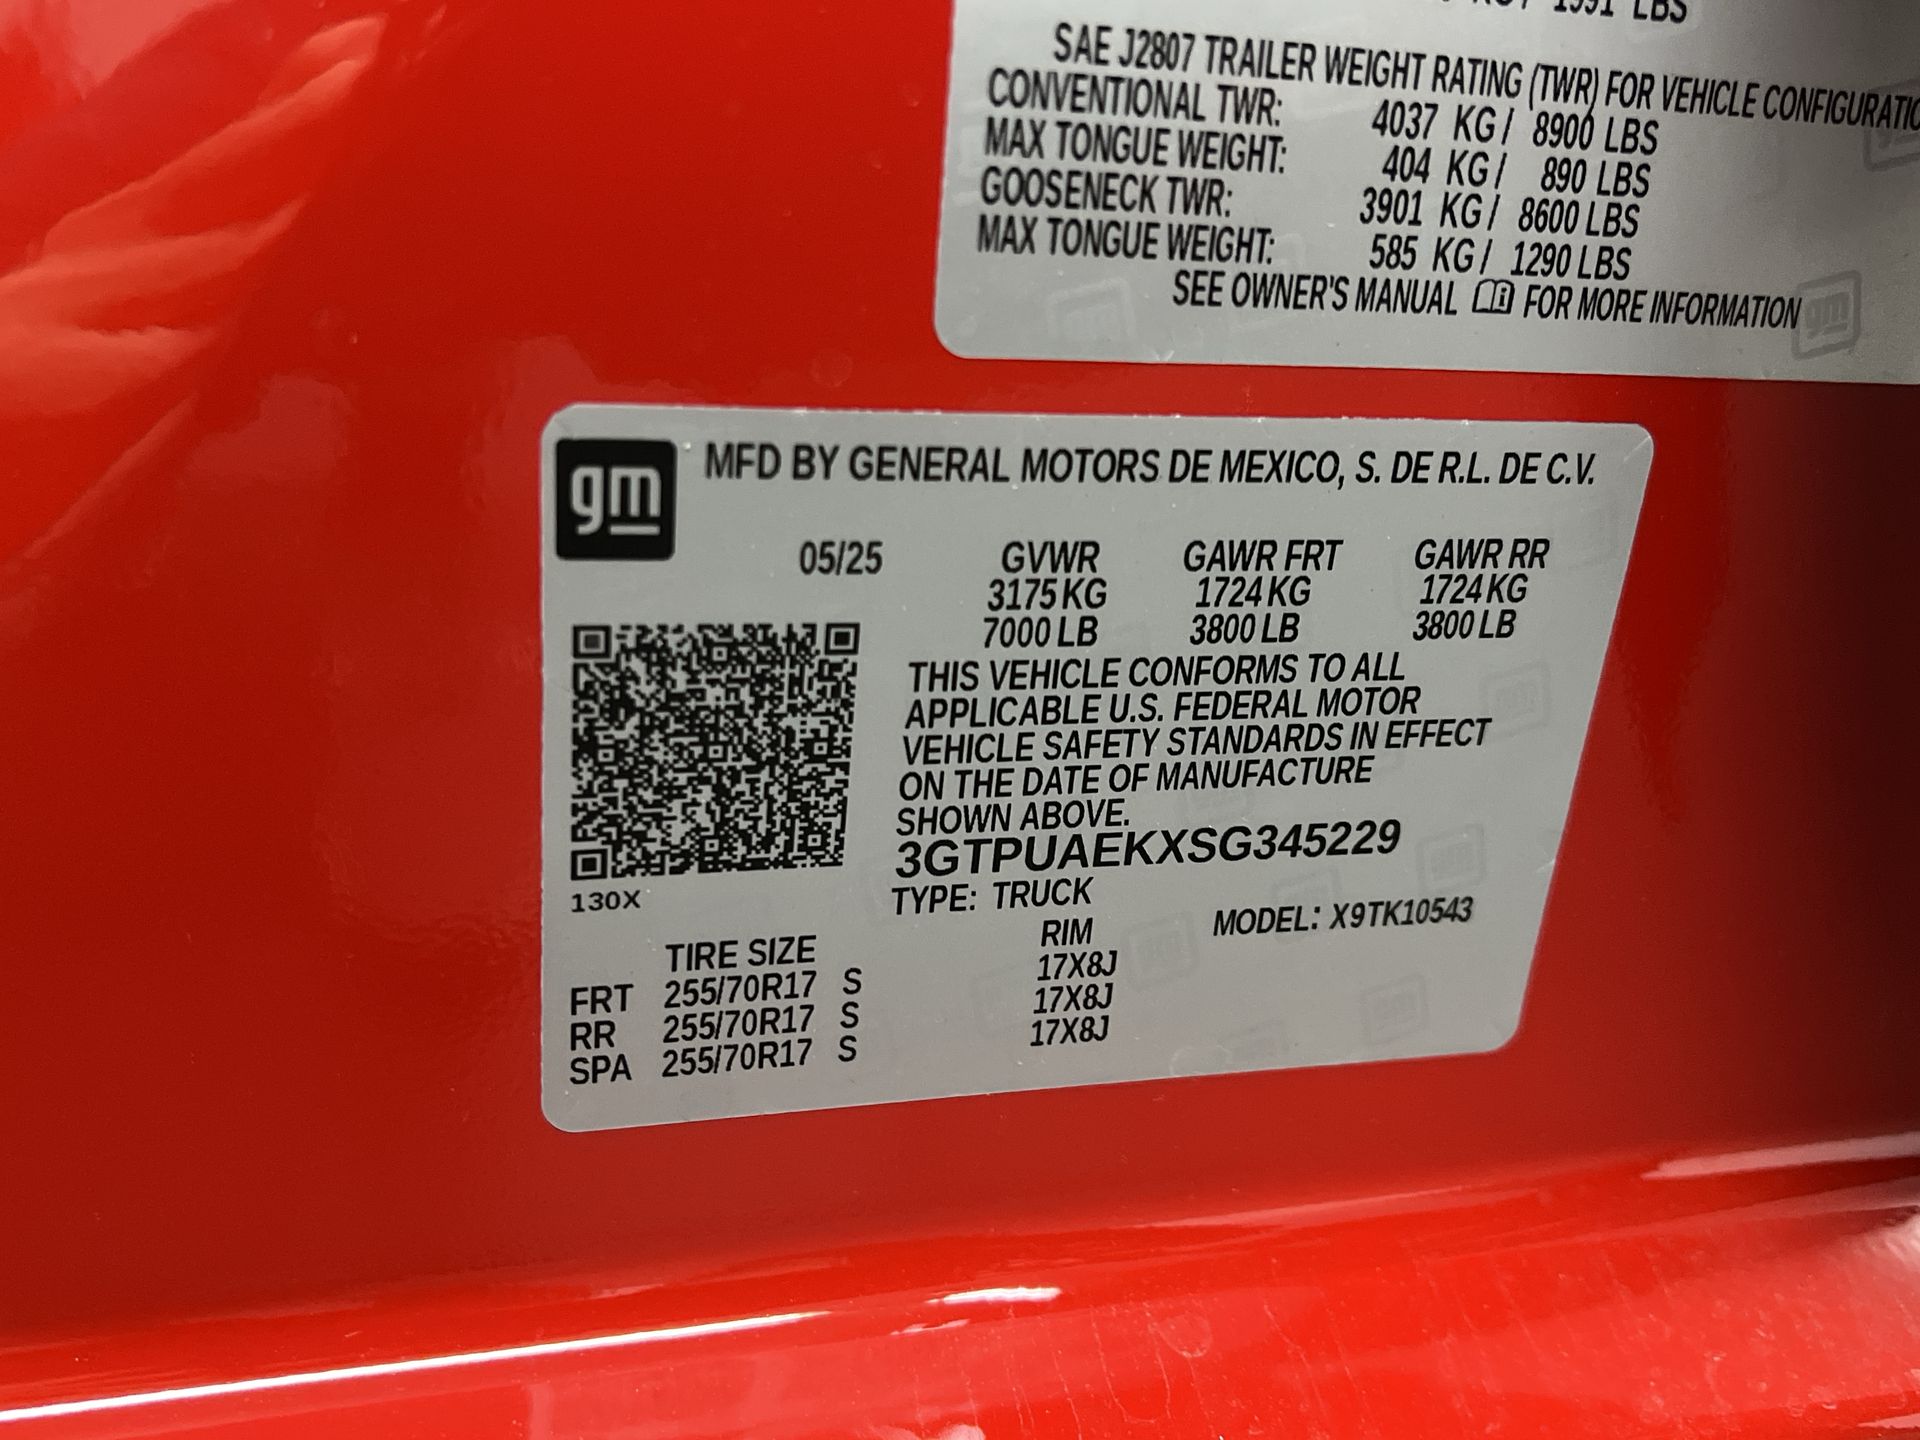 1991 LBS
SAE J2807 TRAILER WEIGHT RATING (TWR) FOR VEHICLE
CONVENTIONAL TWR: 4037 KG / 8900 LBS
MAX TONGUE WEIGHT: 404 KG / 890 LBS
GOOSENECK TWR: 3901 KG / 8600 LBS
MAX TONGUE WEIGHT: 585 KG / 1290 LBS
SEE OWNER'S MANUAL FOR MORE INFORMATION
gm
MFD BY GENERAL MOTORS DE MEXICO, S. DE R.L. DE C.V.
05/25 GVWR GAWR FRT GAWR RR
3175 KG 1724 KG 1724 KG
7000 LB 3800 LB 3800 LB
THIS VEHICLE CONFORMS TO ALL
APPLICABLE U.S. FEDERAL MOTOR
VEHICLE SAFETY STANDARDS IN EFFECT
ON THE DATE OF MANUFACTURE
SHOWN ABOVE.
3GTPUAEKXSG345229
130X
TYPE: TRUCK MODEL: X9TK10543
TIRE SIZE RIM
FRT 255/70R17 S 17X8J
RR 255/70R17 S 17X8J
SPA 255/70R17 S 17X8J